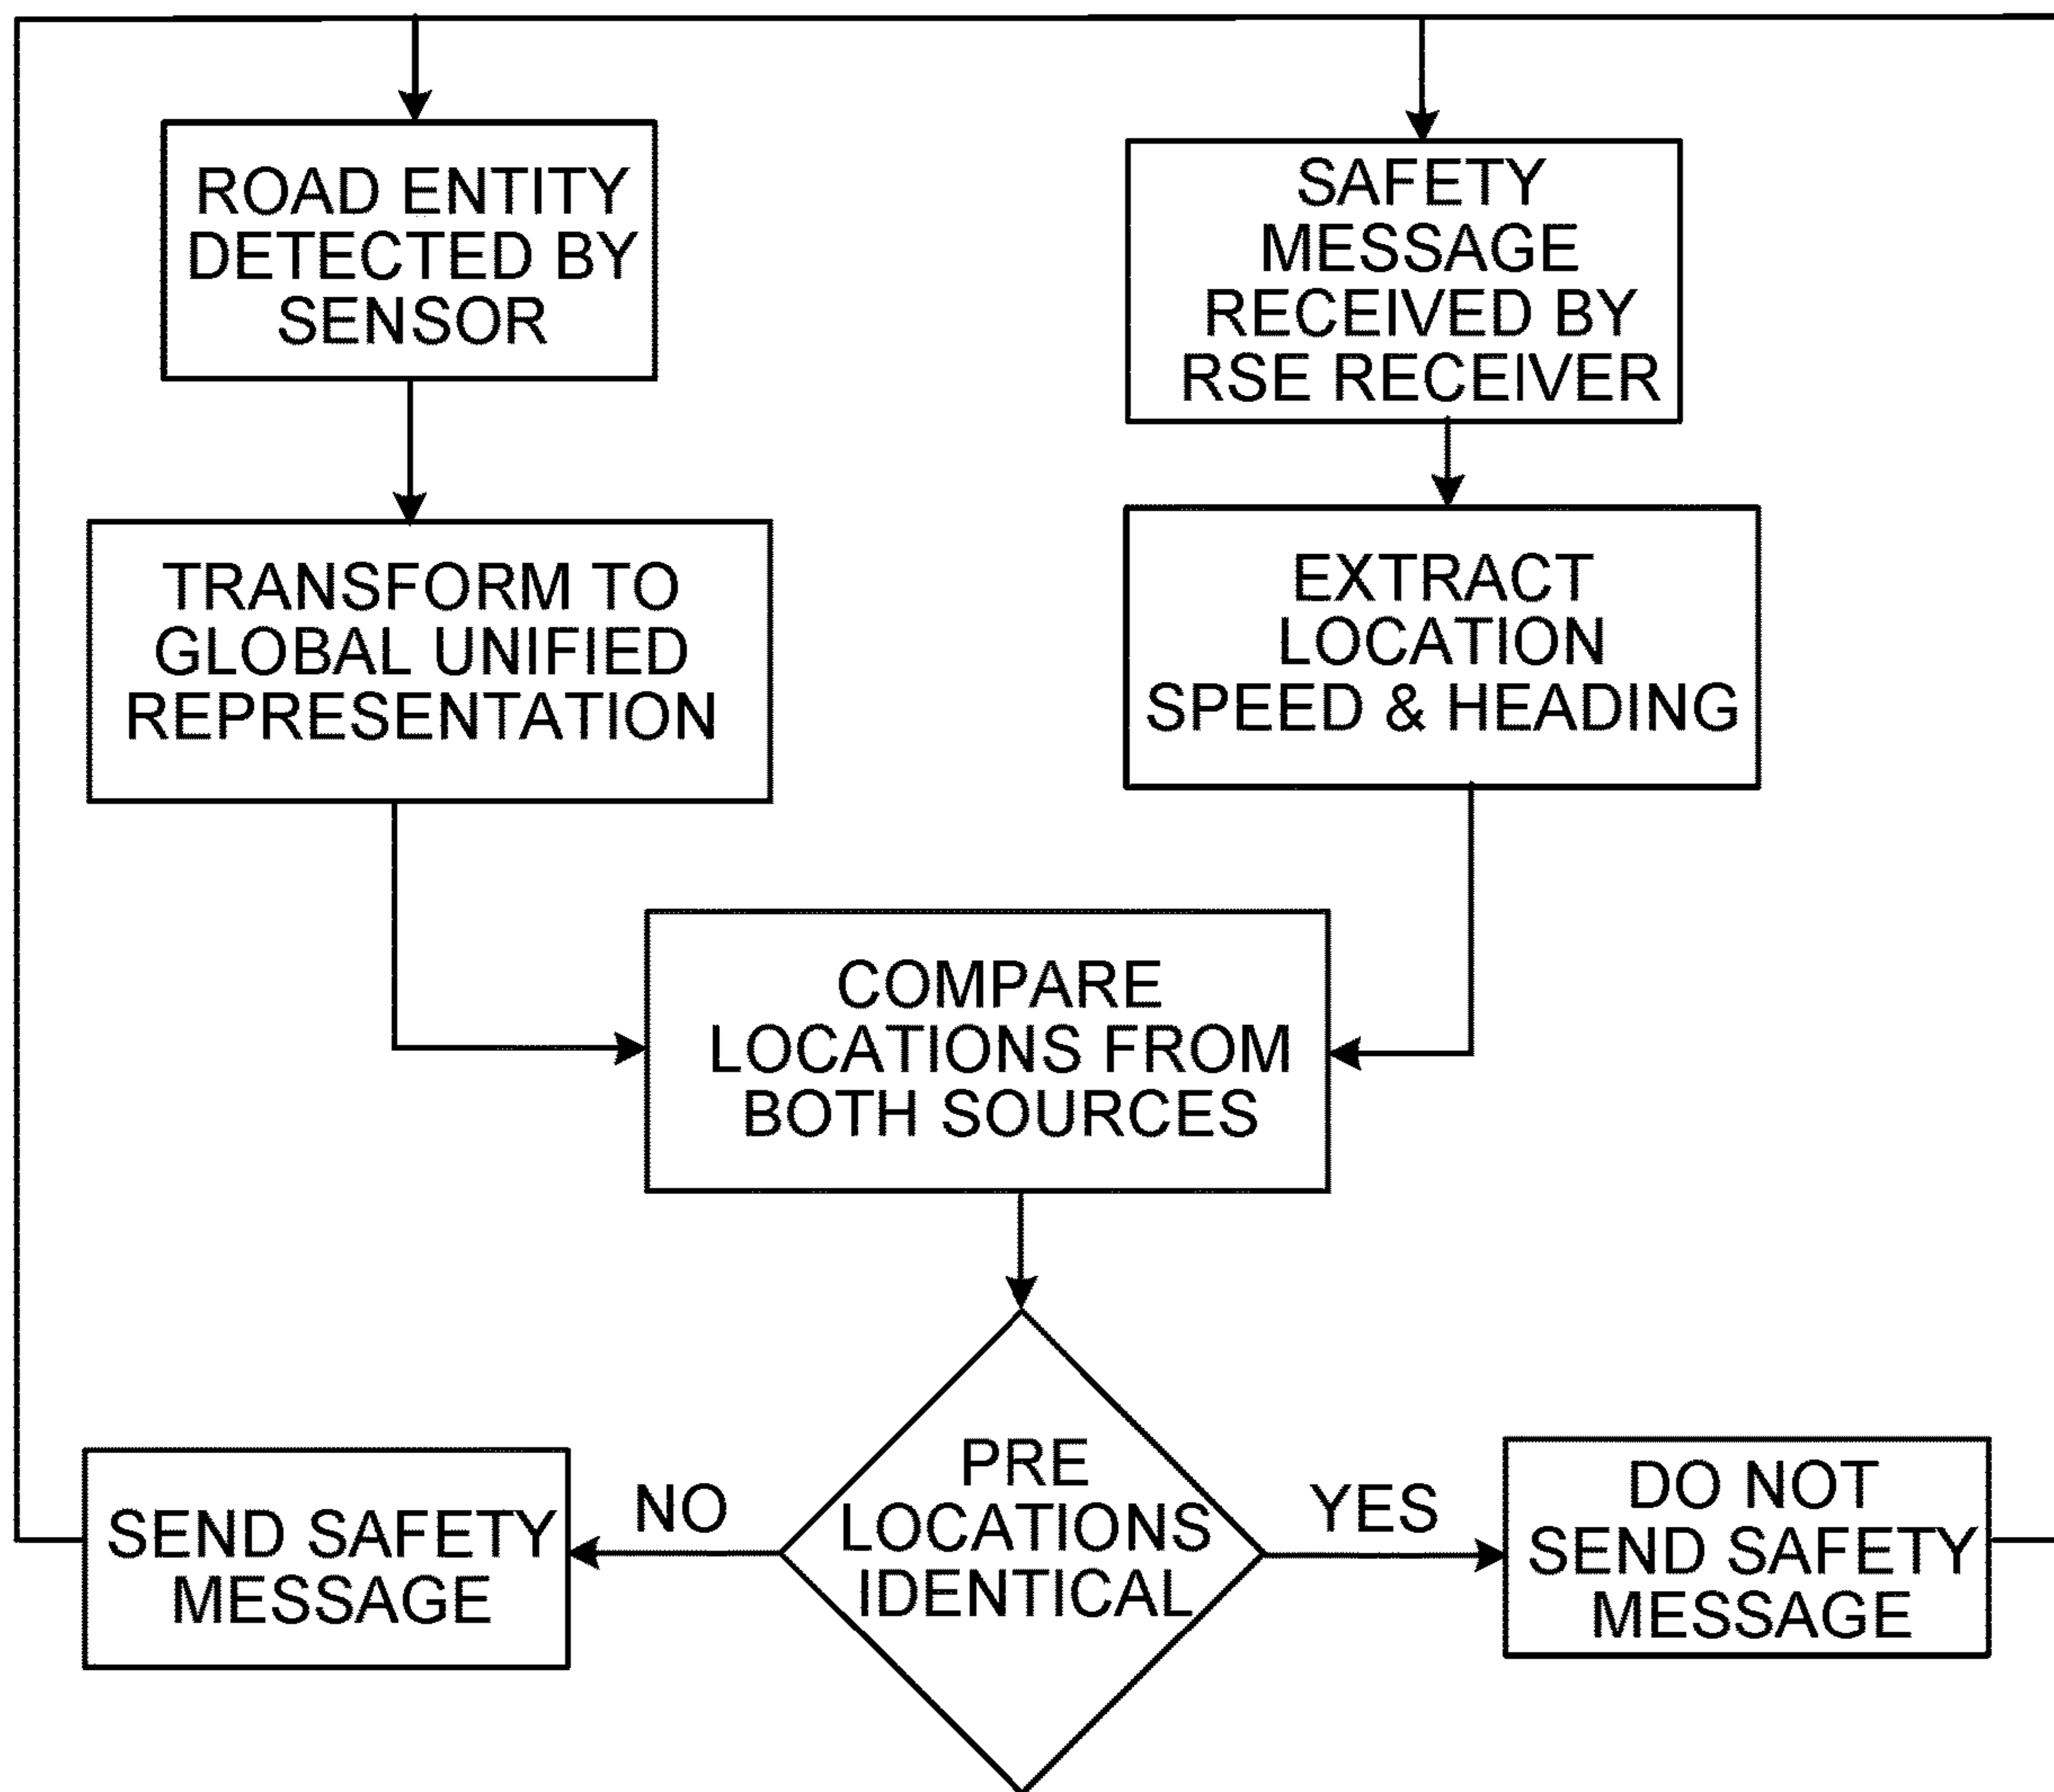 ROAD ENTITY
DETECTED BY
SENSOR
SAFETY
MESSAGE
RECEIVED BY
RSE RECEIVER
TRANSFORM TO
GLOBAL UNIFIED
REPRESENTATION
EXTRACT
LOCATION
SPEED & HEADING
COMPARE
LOCATIONS FROM
BOTH SOURCES
PRE
LOCATIONS
IDENTICAL
NO
YES
SEND SAFETY
MESSAGE
DO NOT
SEND SAFETY
MESSAGE